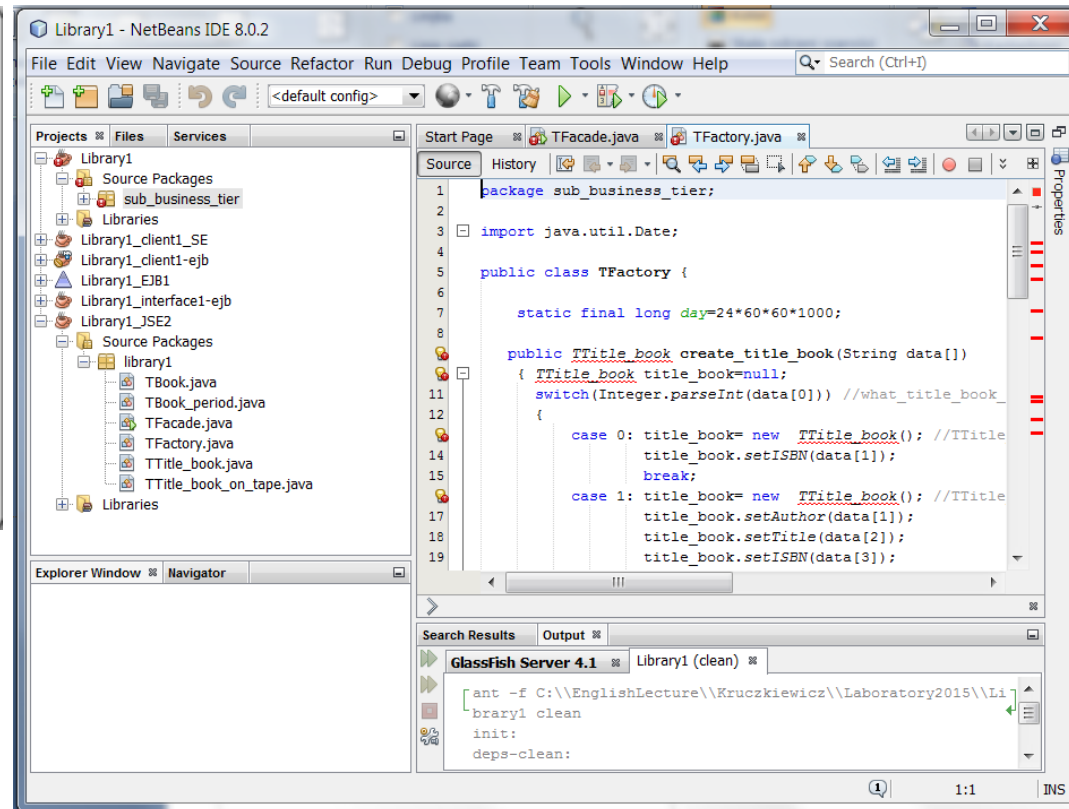 Library1 - NetBeans IDE 8.0.2
File Edit View Navigate Source Refactor Run Debug Profile Team Tools Window Help
Search (Ctrl+I)
<default config>
Projects Files Services
Library1
Source Packages
sub_business_tier
Libraries
Library1_client1_SE
Library1_client1-ejb
Library1_EJB1
Library1_interface1-ejb
Library1_JSE2
Source Packages
library1
TBook.java
TBook_period.java
TFacade.java
TFactory.java
TTitle_book.java
TTitle_book_on_tape.java
Libraries
Explorer Window Navigator
Start Page TFacade.java TFactory.java
Source History
1 package sub_business_tier;
2
3 import java.util.Date;
4
5 public class TFactory {
6
7 static final long day=24*60*60*1000;
8
public TTitle_book create_title_book(String data[])
{ TTitle_book title_book=null;
11 switch(Integer.parseInt(data[0])) //what_title_book_
12 {
case 0: title_book= new TTitle_book(); //TTitle
14 title_book.setISBN(data[1]);
15 break;
case 1: title_book= new TTitle_book(); //TTitle
17 title_book.setAuthor(data[1]);
18 title_book.setTitle(data[2]);
19 title_book.setISBN(data[3]);
Properties
Search Results Output
GlassFish Server 4.1 Library1 (clean)
ant -f C:\\EnglishLecture\\Kruczkiewicz\\Laboratory2015\\Li
brary1 clean
init:
deps-clean:
1 1:1 INS